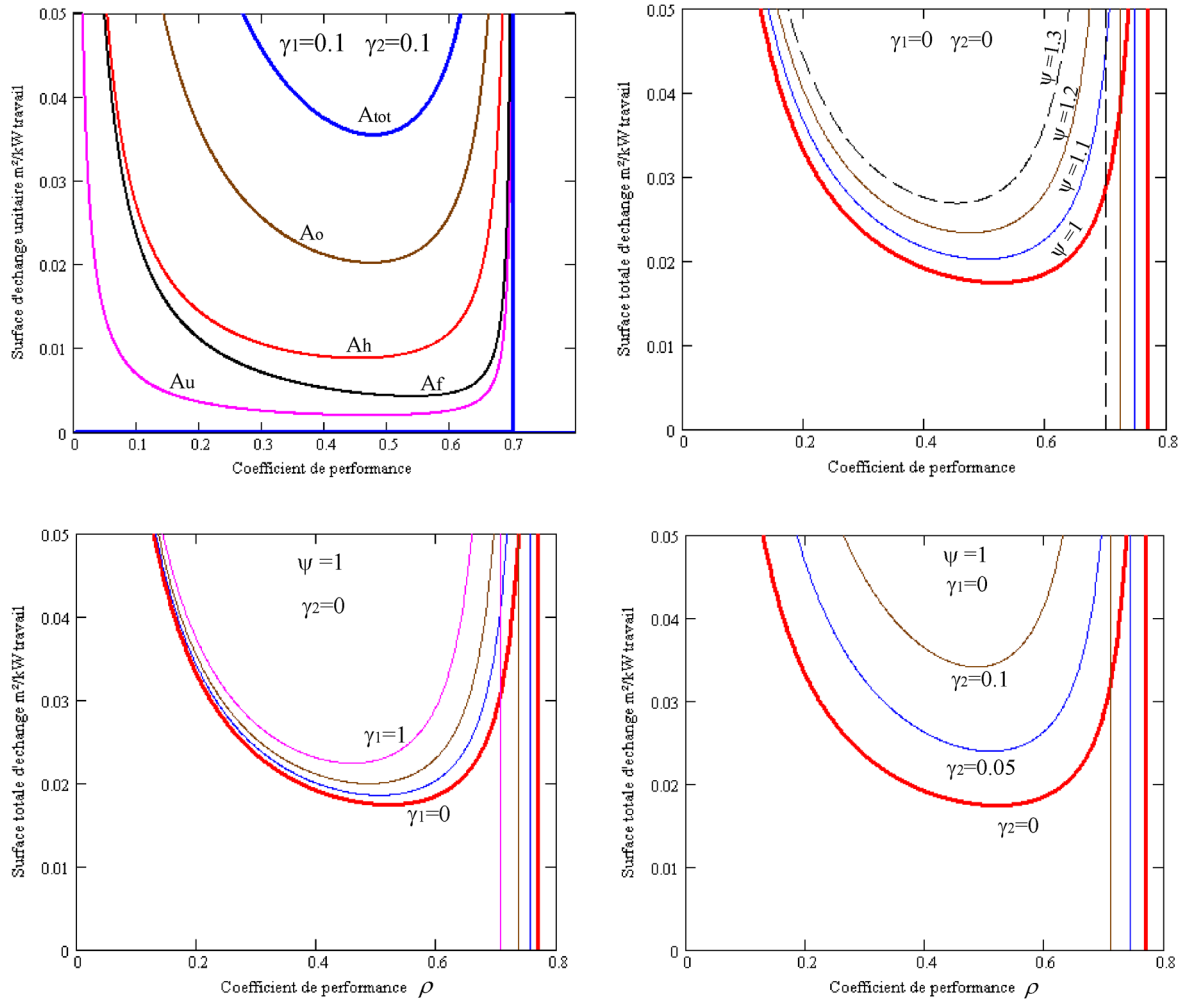 0.05
0.04
0.03
0.02
0.01
0
Surface d'echange unitaire m²/kW travail
γ1=0.1 γ2=0.1
Atot
Ao
Ah
Au
Af
0 0.1 0.2 0.3 0.4 0.5 0.6 0.7
Coefficient de performance
0.05
0.04
0.03
0.02
0.01
0
Surface totale d'echange m²/kW travail
γ1=0 γ2=0
ψ=1.3
ψ=1.2
ψ=1.1
ψ=1
0 0.2 0.4 0.6 0.8
Coefficient de performance
0.05
0.04
0.03
0.02
0.01
0
Surface totale d'echange m²/kW travail
ψ=1
γ2=0
γ1=1
γ1=0
0 0.2 0.4 0.6 0.8
Coefficient de performance ρ
0.05
0.04
0.03
0.02
0.01
0
Surface totale d'echange m²/kW travail
ψ=1
γ1=0
γ2=0.1
γ2=0.05
γ2=0
0 0.2 0.4 0.6 0.8
Coefficient de performance ρ